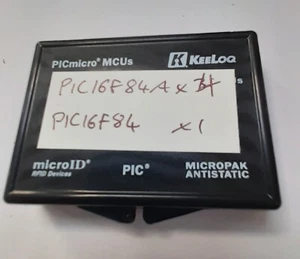 PICmicro® MCUs KEELOQ
s
PIC16F84A x
PIC16F84 x1
microID® PIC® MICROPAK
RFID Devices ANTISTATIC